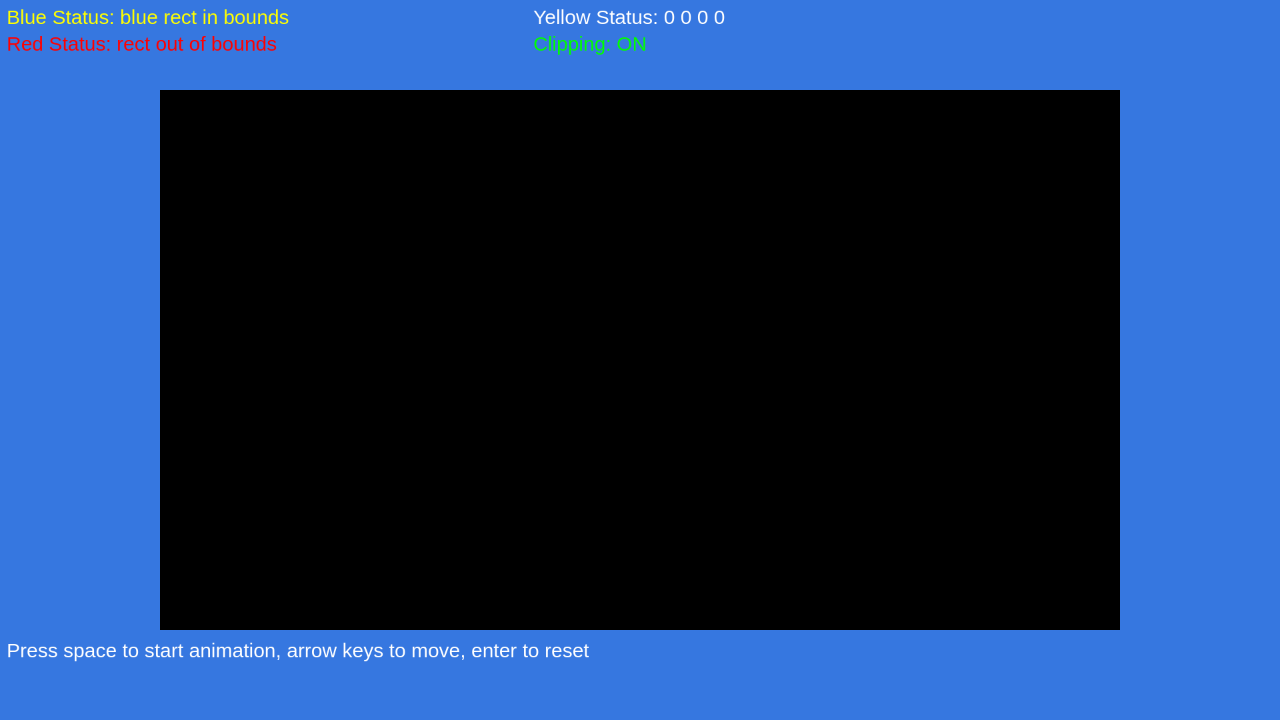 Blue Status: blue rect in bounds
Yellow Status: 0 0 0 0
Red Status: rect out of bounds
Clipping: ON
Press space to start animation, arrow keys to move, enter to reset